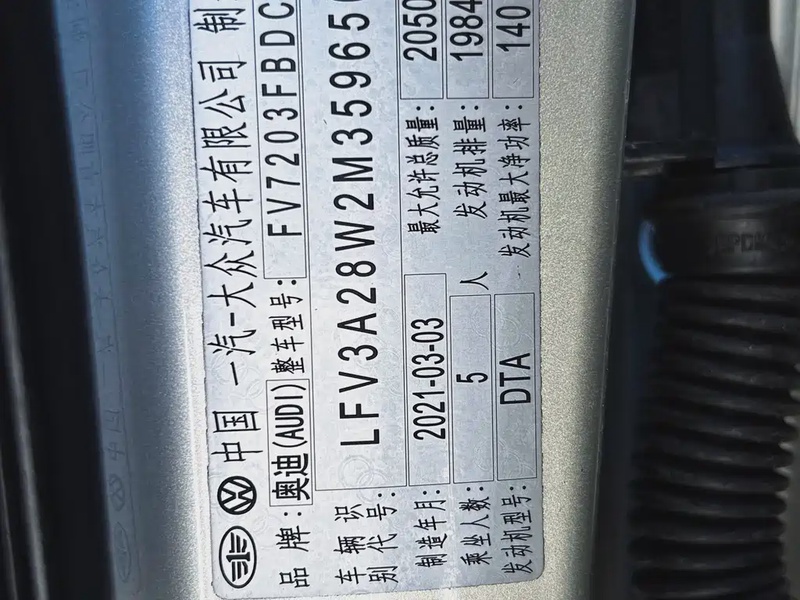 中国 一汽-大众汽车有限公司 制
品牌: 奥迪(AUDI) 整车型号: FV7203FBDC
车辆识别代号: LFV3A28W2M35965
制造年月: 2021-03-03 最大允许总质量: 2050
乘坐人数: 5 人 发动机排量: 1984
发动机型号: DTA 发动机最大净功率: 140